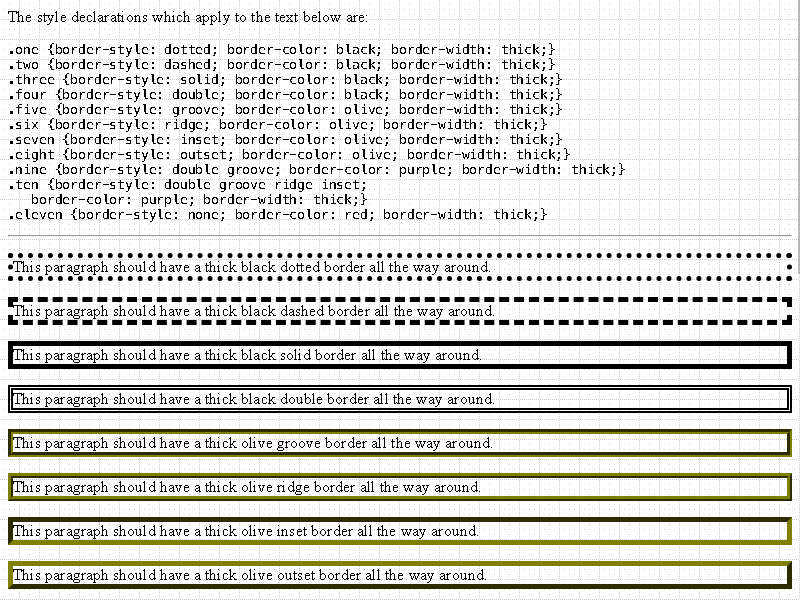 The style declarations which apply to the text below are:
.one {border-style: dotted; border-color: black; border-width: thick;}
.two {border-style: dashed; border-color: black; border-width: thick;}
.three {border-style: solid; border-color: black; border-width: thick;}
.four {border-style: double; border-color: black; border-width: thick;}
.five {border-style: groove; border-color: olive; border-width: thick;}
.six {border-style: ridge; border-color: olive; border-width: thick;}
.seven {border-style: inset; border-color: olive; border-width: thick;}
.eight {border-style: outset; border-color: olive; border-width: thick;}
.nine {border-style: double groove; border-color: purple; border-width: thick;}
.ten {border-style: double groove ridge inset;
border-color: purple; border-width: thick;}
.eleven {border-style: none; border-color: red; border-width: thick;}
This paragraph should have a thick black dotted border all the way around.
This paragraph should have a thick black dashed border all the way around.
This paragraph should have a thick black solid border all the way around.
This paragraph should have a thick black double border all the way around.
This paragraph should have a thick olive groove border all the way around.
This paragraph should have a thick olive ridge border all the way around.
This paragraph should have a thick olive inset border all the way around.
This paragraph should have a thick olive outset border all the way around.